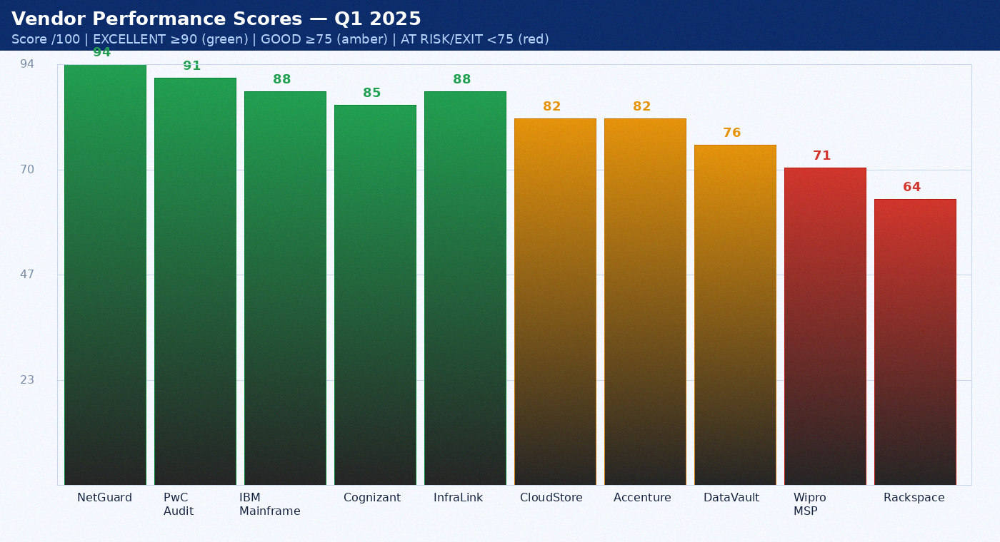 Vendor Performance Scores — Q1 2025
Score /100 | EXCELLENT ≥90 (green) | GOOD ≥75 (amber) | AT RISK/EXIT <75 (red)
94
94
91
88
85
88
82
82
76
71
64
70
47
23
NetGuard
PwC
Audit
IBM
Mainframe
Cognizant
InfraLink
CloudStore
Accenture
DataVault
Wipro
MSP
Rackspace